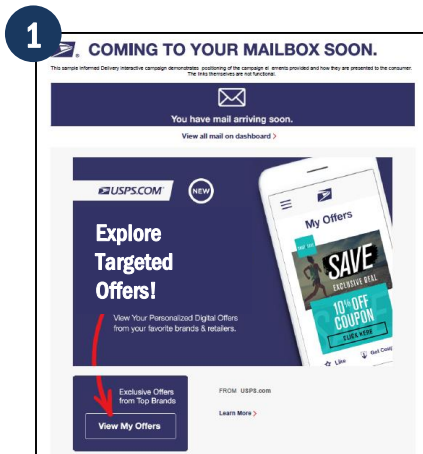 1
COMING TO YOUR MAILBOX SOON.
This sample Informed Delivery interactive campaign demonstrates positioning of the campaign el ements provided and how they are presented to the consumer.
The links themselves are not functional.
You have mail arriving soon.
View all mail on dashboard >
USPS.COM
NEW
Explore
Targeted
Offers!
View Your Personalized Digital Offers
from your favorite brands & retailers.
My Offers
SAVE
EXCLUSIVE DEAL
10% OFF
COUPON
CLICK HERE
Like
Get Coup
Exclusive Offers
from Top Brands
View My Offers
FROM USPS.com
Learn More >